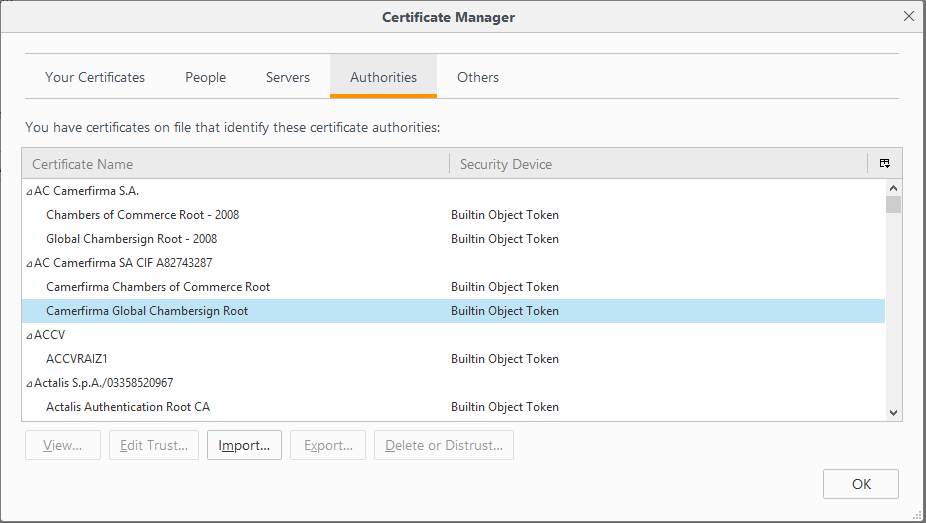 Certificate Manager
Your Certificates People Servers Authorities Others
You have certificates on file that identify these certificate authorities:
Certificate Name Security Device
AC Camerfirma S.A.
Chambers of Commerce Root - 2008 Builtin Object Token
Global Chambersign Root - 2008 Builtin Object Token
AC Camerfirma SA CIF A82743287
Camerfirma Chambers of Commerce Root Builtin Object Token
Camerfirma Global Chambersign Root Builtin Object Token
ACCV
ACCVRAIZ1 Builtin Object Token
Actalis S.p.A./03358520967
Actalis Authentication Root CA Builtin Object Token
View... Edit Trust... Import... Export... Delete or Distrust...
OK